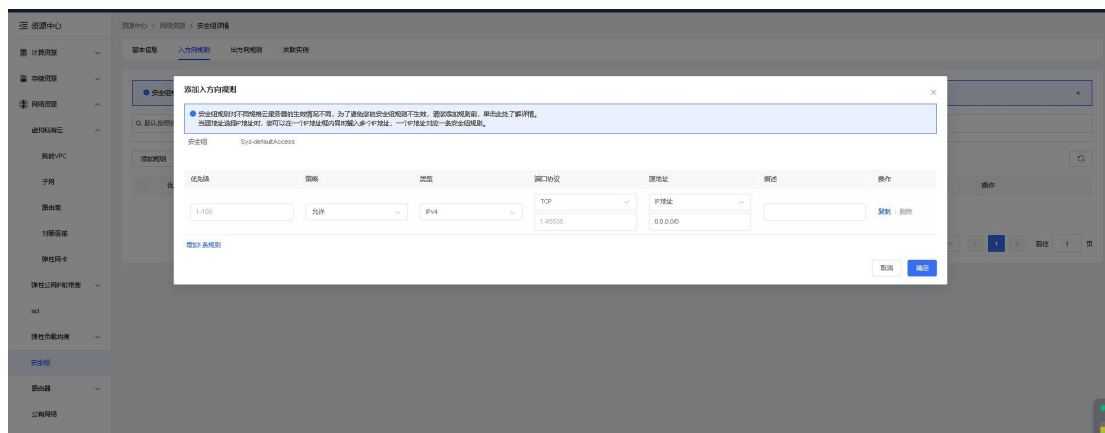 资源中心
资源中心 > 网络资源 > 安全组详情
计算资源
基本信息
入方向规则
出方向规则
关联实例
存储资源
网络资源
虚拟私有云
我的VPC
子网
路由表
对等连接
弹性网卡
弹性公网IP和带宽
acl
弹性负载均衡
安全组
路由器
公有网络
安全组
默认按照
添加规则
操作
1
前往 1 页
添加入方向规则
安全组规则对不同规格云服务器的生效情况不同,为了避免您的安全组规则不生效,请您添加规则前,单击此处了解详情。
当源地址选择IP地址时,您可以在一个IP地址框内同时输入多个IP地址,一个IP地址对应一条安全组规则。
安全组 Sys-defaultAccess
优先级 策略 类型 端口协议 源地址 描述 操作
1-100 允许 IPv4 TCP IP地址 复制 删除
1-65535 0.0.0.0/0
增加1条规则
取消 确定